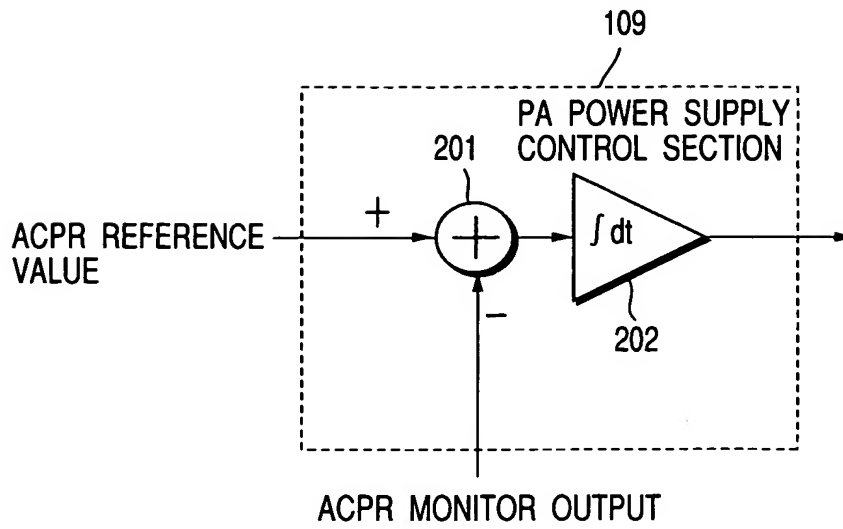 109
PA POWER SUPPLY
CONTROL SECTION
201
+
ACPR REFERENCE
VALUE
+
∫ dt
−
202
ACPR MONITOR OUTPUT